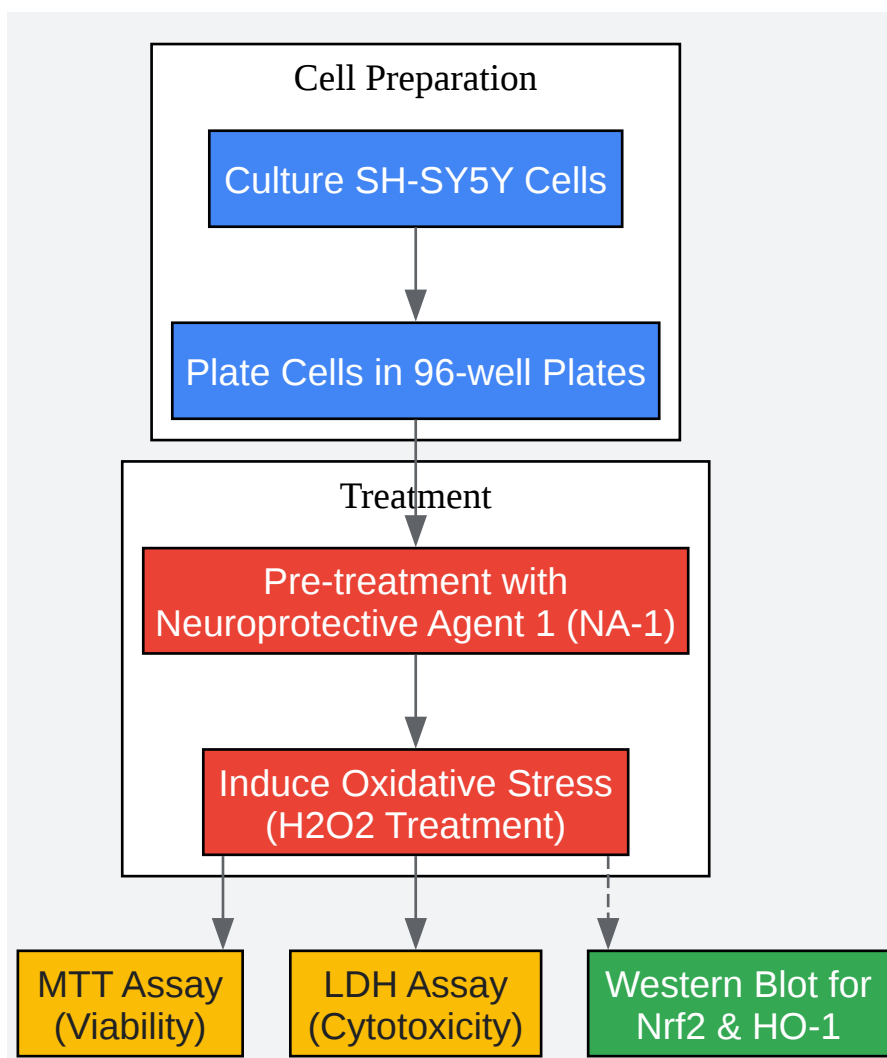 Cell Preparation
Culture SH-SY5Y Cells
Plate Cells in 96-well Plates
Treatment
Pre-treatment with
Neuroprotective Agent 1 (NA-1)
Induce Oxidative Stress
(H2O2 Treatment)
MTT Assay
(Viability)
LDH Assay
(Cytotoxicity)
Western Blot for
Nrf2 & HO-1